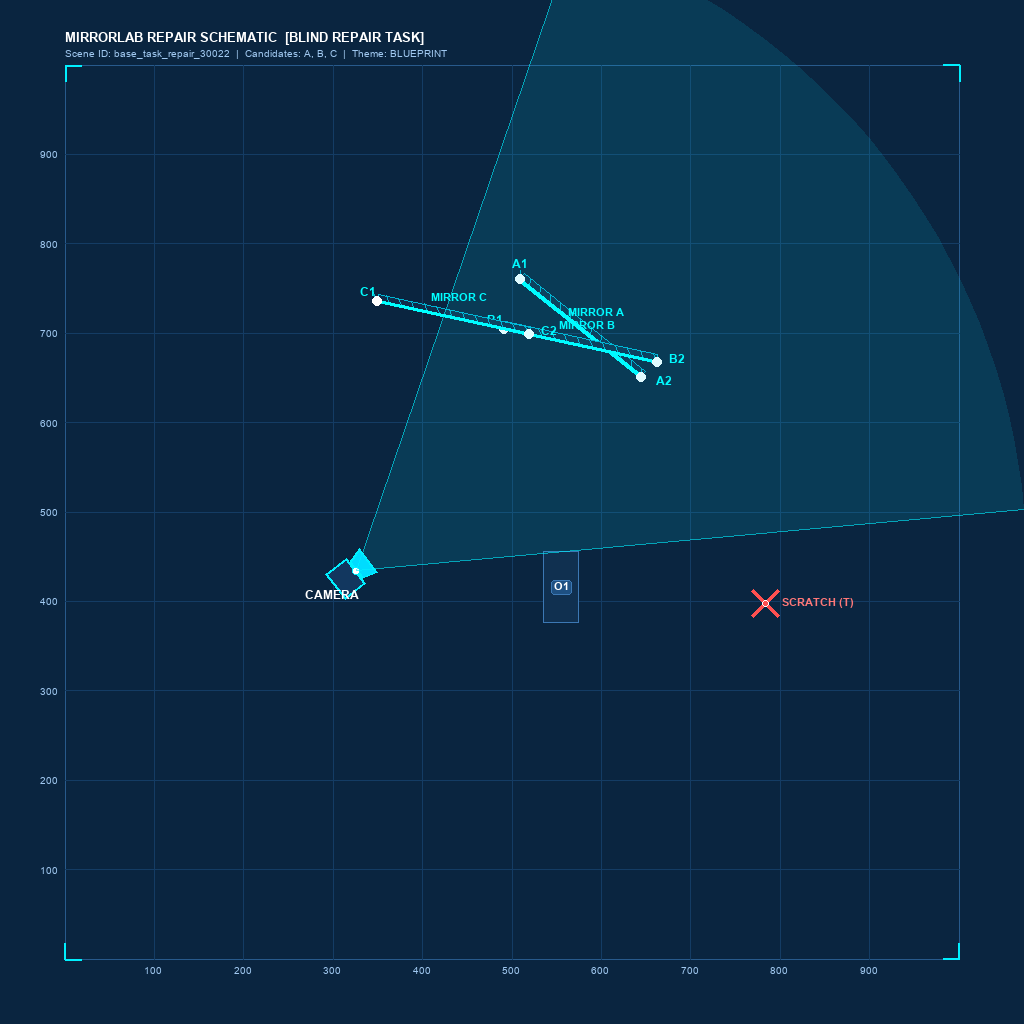 MIRRORLAB REPAIR SCHEMATIC [BLIND REPAIR TASK]
Scene ID: base_task_repair_30022 | Candidates: A, B, C | Theme: BLUEPRINT
900
800
700
600
500
400
300
200
100
A1
C1
MIRROR C
MIRROR A
B1
MIRROR B
C2
B2
A2
CAMERA
O1
SCRATCH (T)
100
200
300
400
500
600
700
800
900